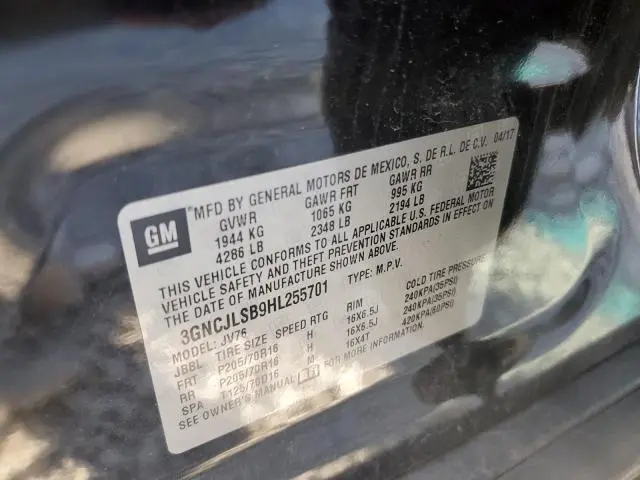 GM
MFD BY GENERAL MOTORS DE MEXICO, S. DE R.L. DE C.V. 04/17
GVWR GAWR FRT GAWR RR
1944 KG 1065 KG 995 KG
4286 LB 2348 LB 2194 LB
THIS VEHICLE CONFORMS TO ALL APPLICABLE U.S. FEDERAL MOTOR
VEHICLE SAFETY AND THEFT PREVENTION STANDARDS IN EFFECT ON
THE DATE OF MANUFACTURE SHOWN ABOVE.
3GNCJLSB9HL255701 TYPE: M.P.V.
MODEL: JV76
JBBL TIRE SIZE SPEED RTG RIM COLD TIRE PRESSURE
FRT P205/70R16 H 16X6.5J 240KPA(35PSI)
RR P205/70R16 H 16X6.5J 240KPA(35PSI)
SPA T125/70D16 M 16X4T 420KPA(60PSI)
SEE OWNER'S MANUAL